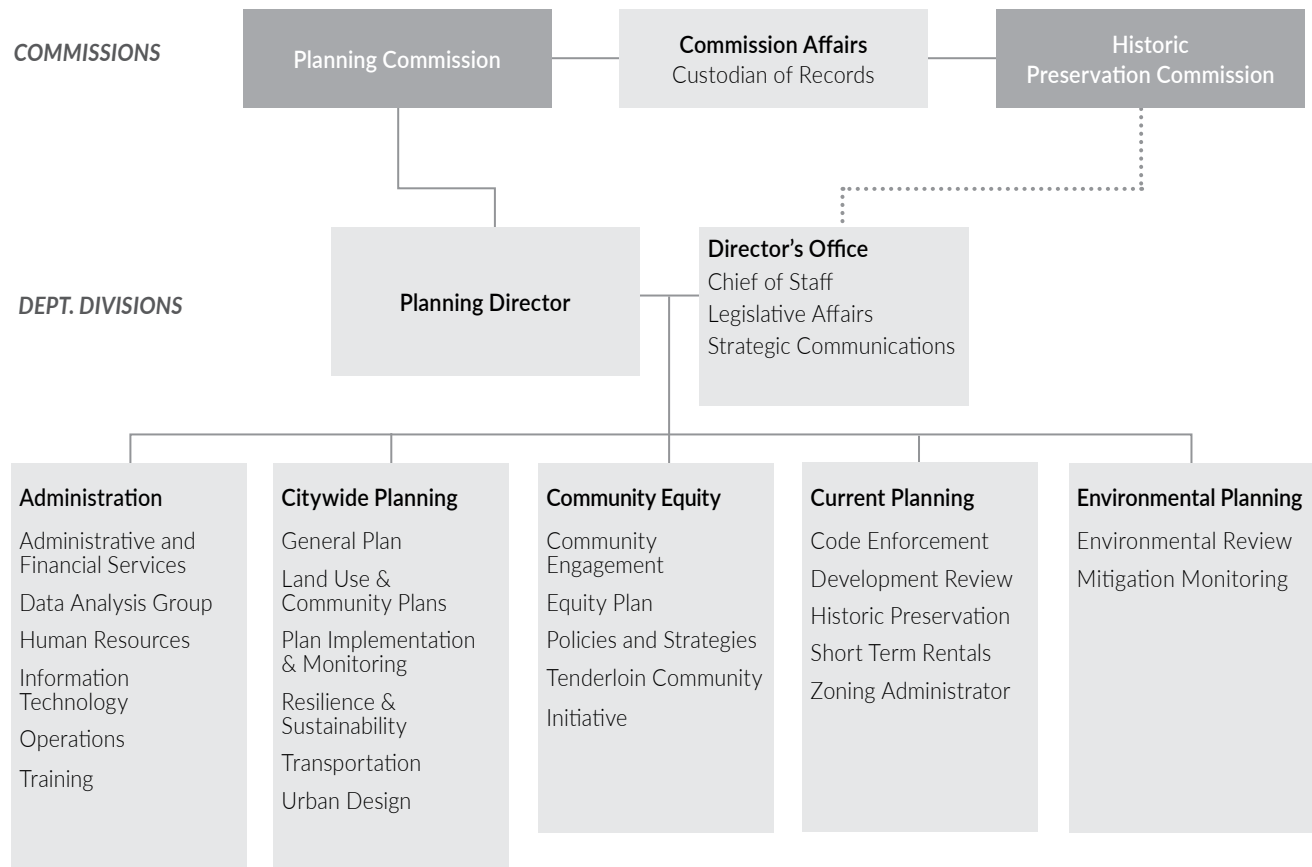 COMMISSIONS
Planning Commission
Commission Affairs
Custodian of Records
Historic
Preservation Commission
DEPT. DIVISIONS
Planning Director
Director’s Office
Chief of Staff
Legislative Affairs
Strategic Communications
Administration
Administrative and
Financial Services
Data Analysis Group
Human Resources
Information
Technology
Operations
Training
Citywide Planning
General Plan
Land Use &
Community Plans
Plan Implementation
& Monitoring
Resilience &
Sustainability
Transportation
Urban Design
Community Equity
Community
Engagement
Equity Plan
Policies and Strategies
Tenderloin Community
Initiative
Current Planning
Code Enforcement
Development Review
Historic Preservation
Short Term Rentals
Zoning Administrator
Environmental Planning
Environmental Review
Mitigation Monitoring